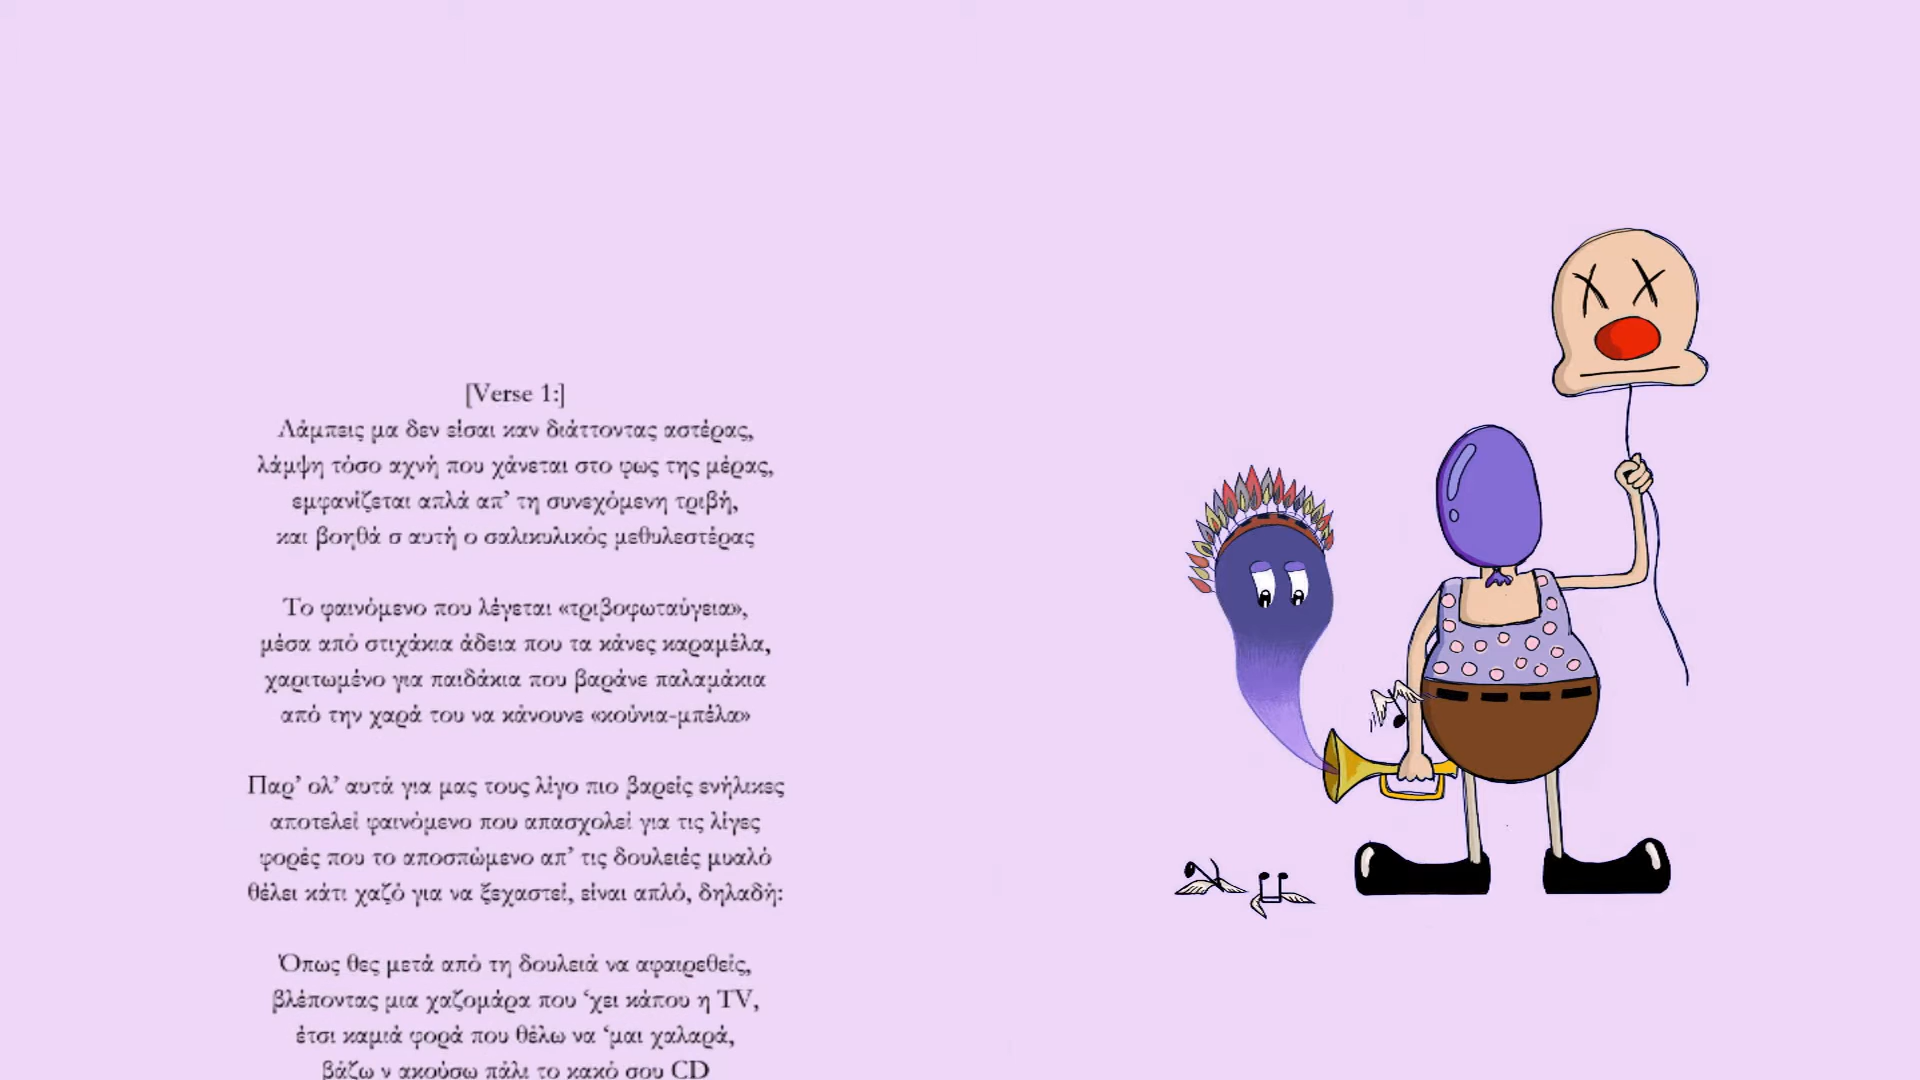 [Verse 1:]
Λάμπεις μα δεν είσαι καν διάττοντας αστέρας,
λάμψη τόσο αχνή που χάνεται στο φως της μέρας,
εμφανίζεται απλά απ’ τη συνεχόμενη τριβή,
και βοηθά σ αυτή ο σαλικυλικός μεθυλεστέρας
Το φαινόμενο που λέγεται «τριβοφωταύγεια»,
μέσα από στιχάκια άδεια που τα κάνες καραμέλα,
χαριτωμένο για παιδάκια που βαράνε παλαμάκια
από την χαρά του να κάνουνε «κούνια-μπέλα»
Παρ’ ολ’ αυτά για μας τους λίγο πιο βαρείς ενήλικες
αποτελεί φαινόμενο που απασχολεί για τις λίγες
φορές που το αποσπώμενο απ’ τις δουλειές μυαλό
θέλει κάτι χαζό για να ξεχαστεί, είναι απλό, δηλαδή:
Όπως θες μετά από τη δουλειά να αφαιρεθείς,
βλέποντας μια χαζομάρα που ‘χει κάπου η TV,
έτσι καμιά φορά που θέλω να ‘μαι χαλαρά,
βάζω ν ακούσω πάλι το κακό σου CD